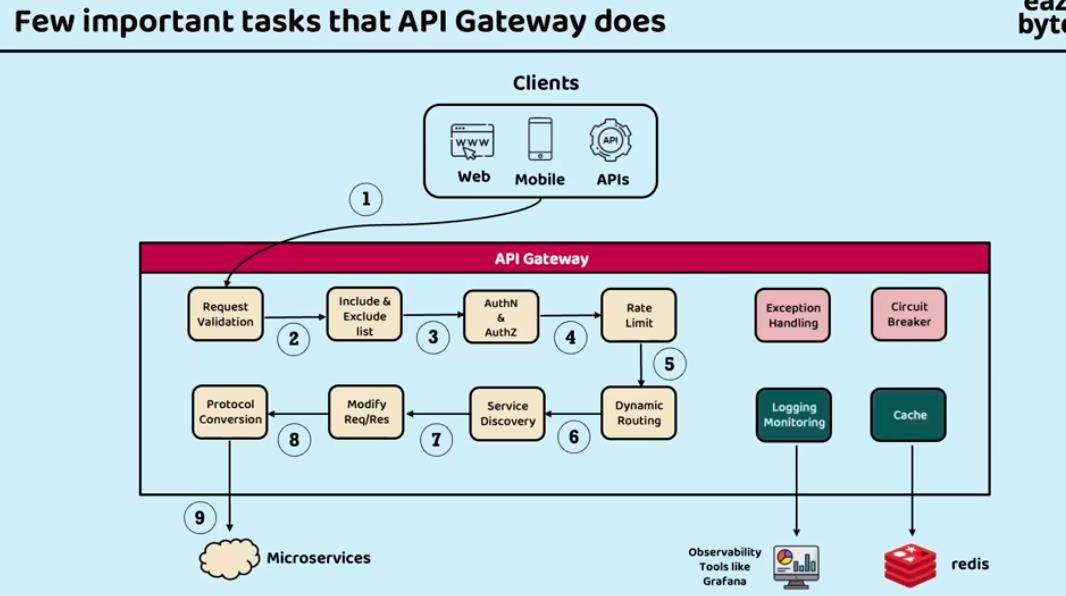 Few important tasks that API Gateway does
Clients
www
API
Web
Mobile
APIs
1
API Gateway
Request
Validation
2
Include &
Exclude
list
3
AuthN
&
AuthZ
4
Rate
Limit
5
Exception
Handling
Circuit
Breaker
Protocol
Conversion
8
Modify
Req/Res
7
Service
Discovery
6
Dynamic
Routing
Logging
Monitoring
Cache
9
Microservices
Observability
Tools like
Grafana
redis